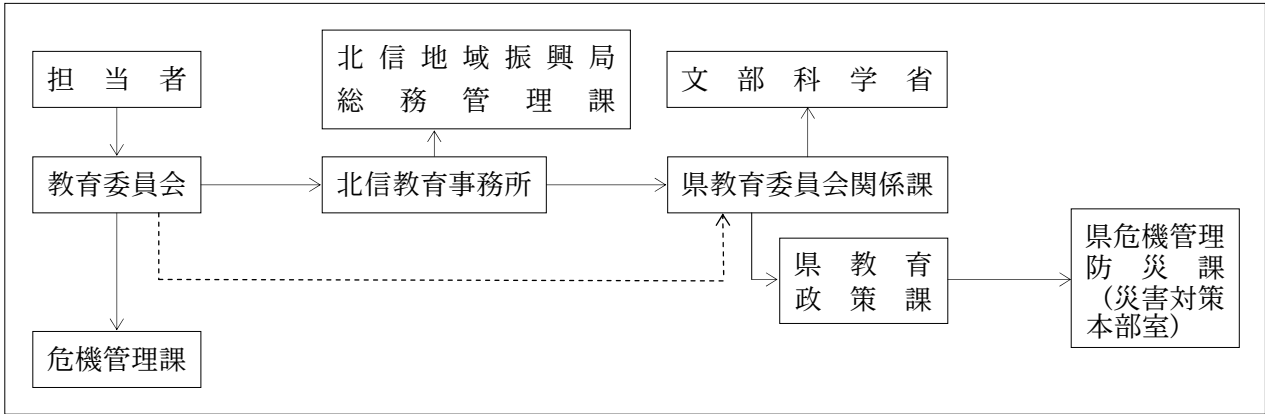 担当者
北信地域振興局
総務管理課
文部科学省
教育委員会
北信教育事務所
県教育委員会関係課
県教育
政策課
県危機管理
防災課
（災害対策
本部室）
危機管理課